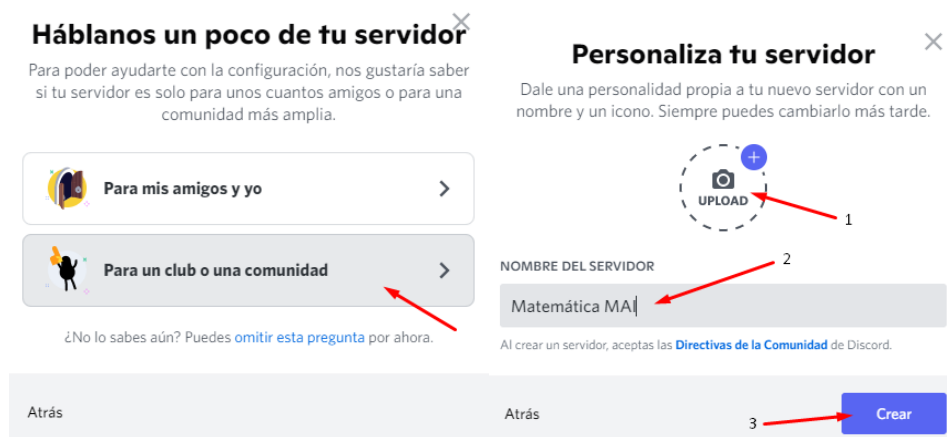 Háblanos un poco de tu servidor
Para poder ayudarte con la configuración, nos gustaría saber
si tu servidor es solo para unos cuantos amigos o para una
comunidad más amplia.
Para mis amigos y yo
Para un club o una comunidad
¿No lo sabes aún? Puedes omitir esta pregunta por ahora.
Atrás
Personaliza tu servidor
Dale una personalidad propia a tu nuevo servidor con un
nombre y un icono. Siempre puedes cambiarlo más tarde.
UPLOAD
1
2
NOMBRE DEL SERVIDOR
Matemática MAI
Al crear un servidor, aceptas las Directivas de la Comunidad de Discord.
Atrás
3
Crear